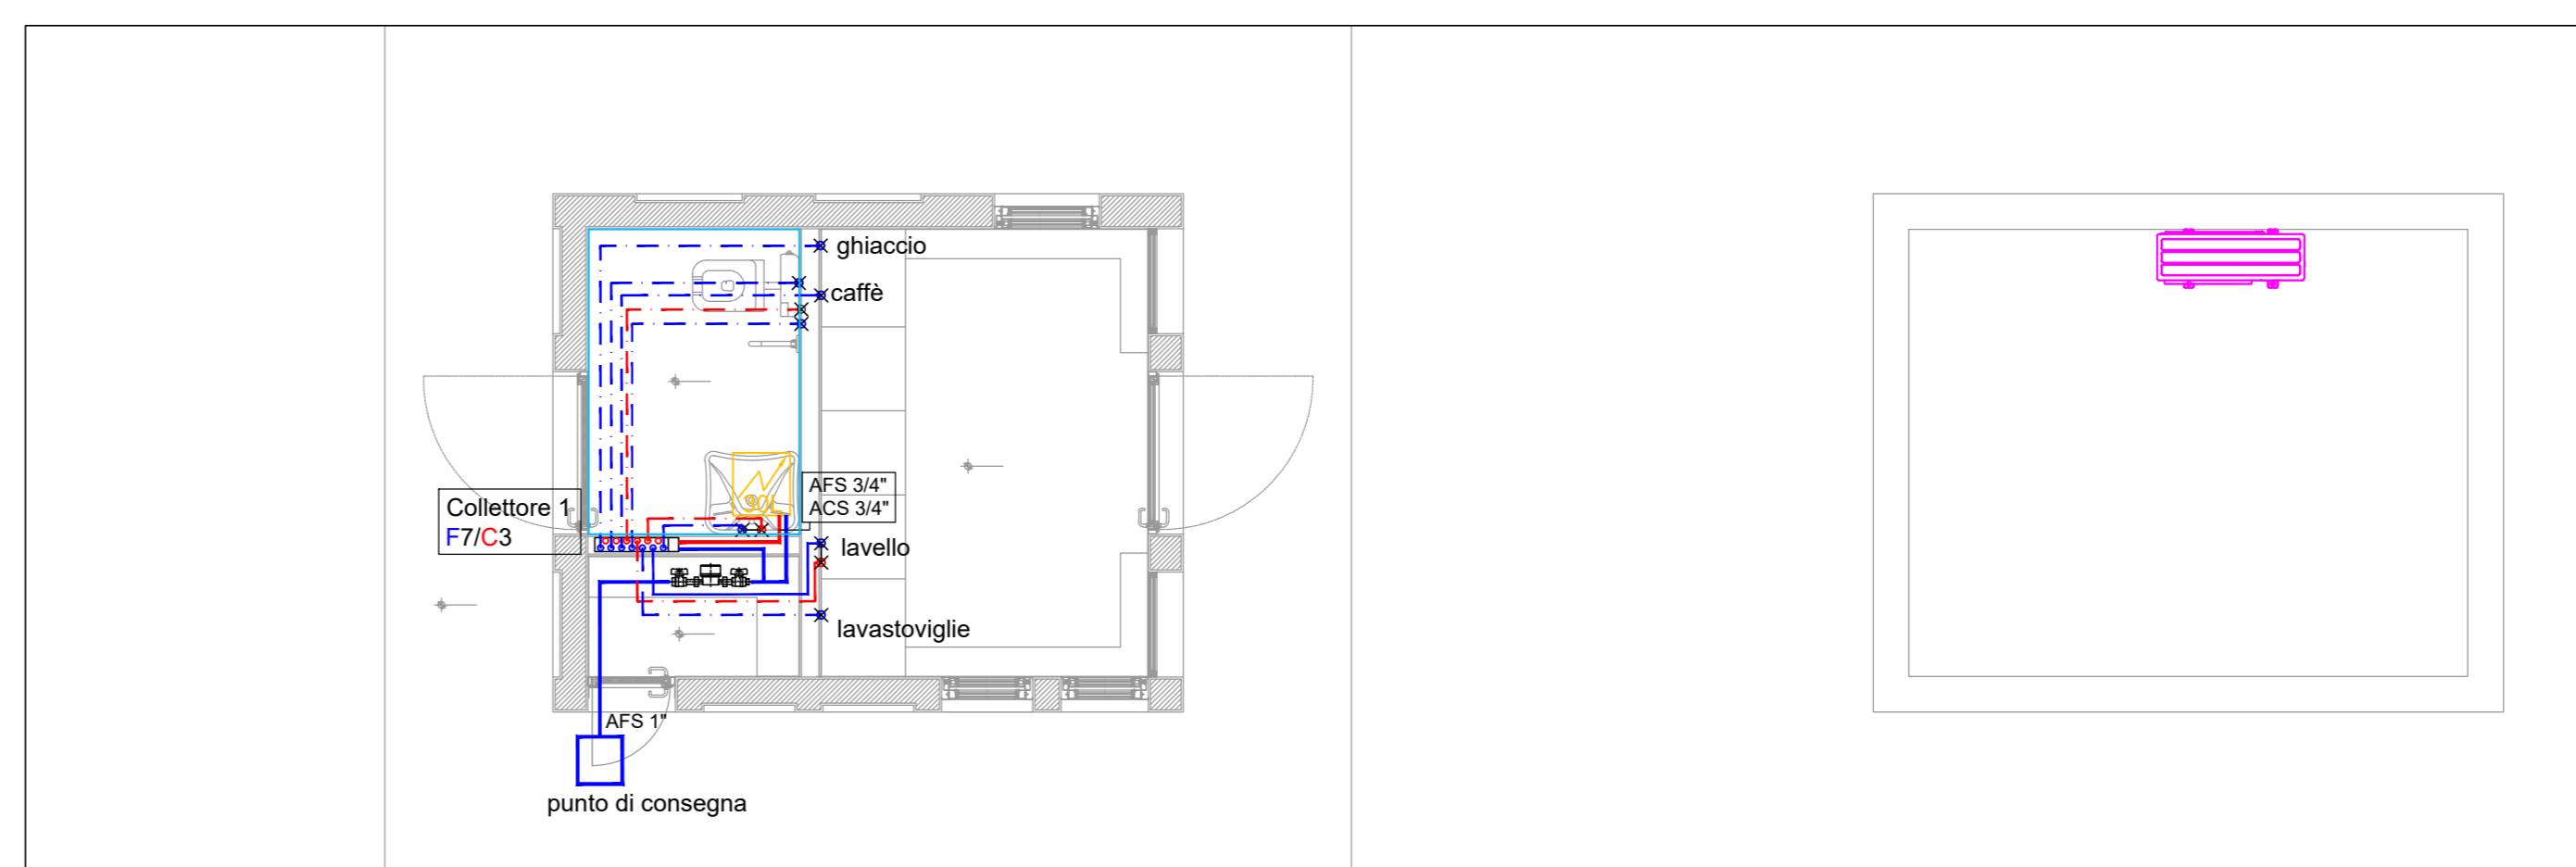 ghiaccio
caffè
AFS 3/4"
ACS 3/4"
Collettore 1
F7/C3
30L
lavello
lavastoviglie
AFS 1"
punto di consegna